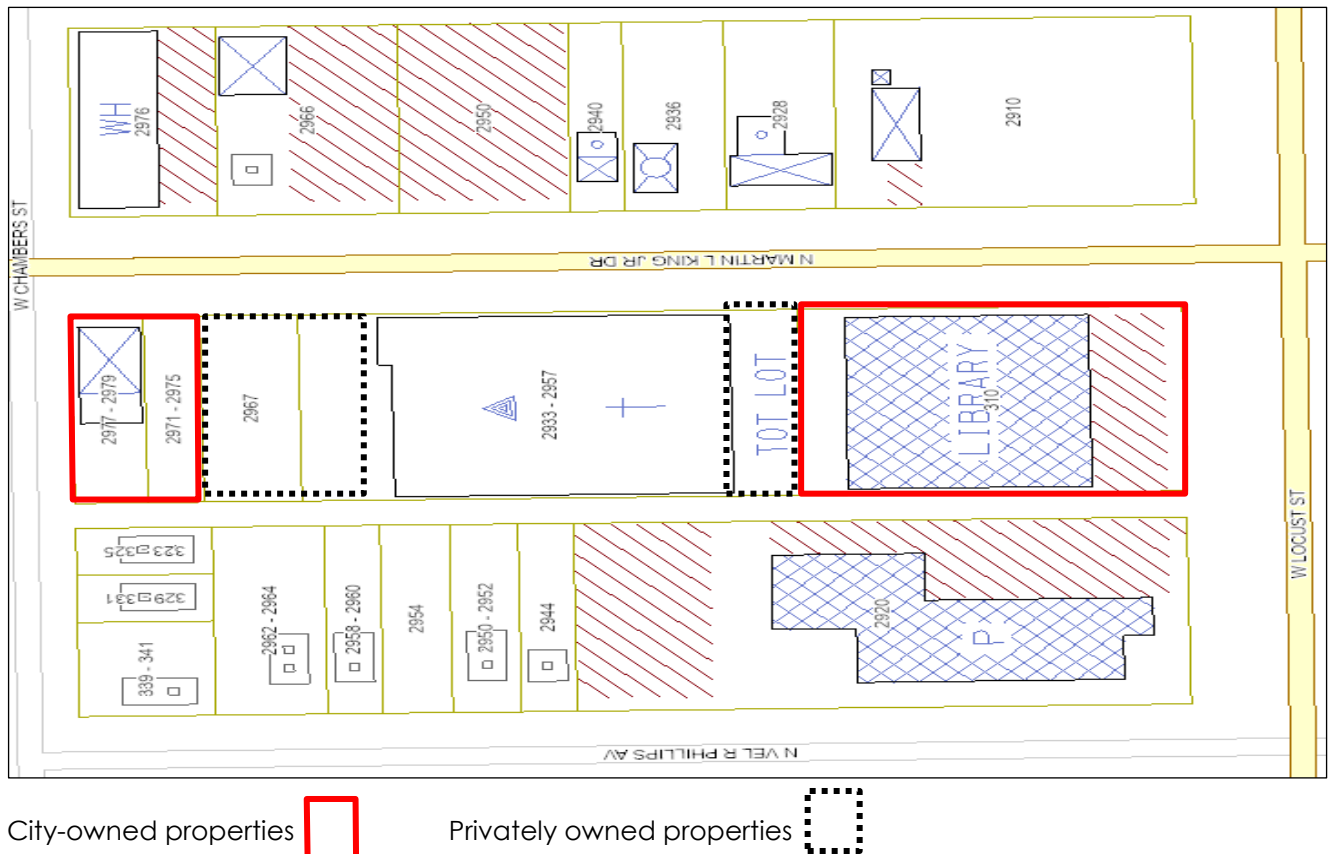 WH
2976
2966
2950
2940
2936
2928
2910
W CHAMBERS ST
N MARTIN L KING JR DR
2977 - 2979
2971 - 2975
2967
2933 - 2957
TOT LOT
LIBRARY
310
W LOCUST ST
323 325
329 331
339 - 341
2962 - 2964
2958 - 2960
2954
2950 - 2952
2944
2920
P
N VEL R PHILLIPS AV
City-owned properties
Privately owned properties